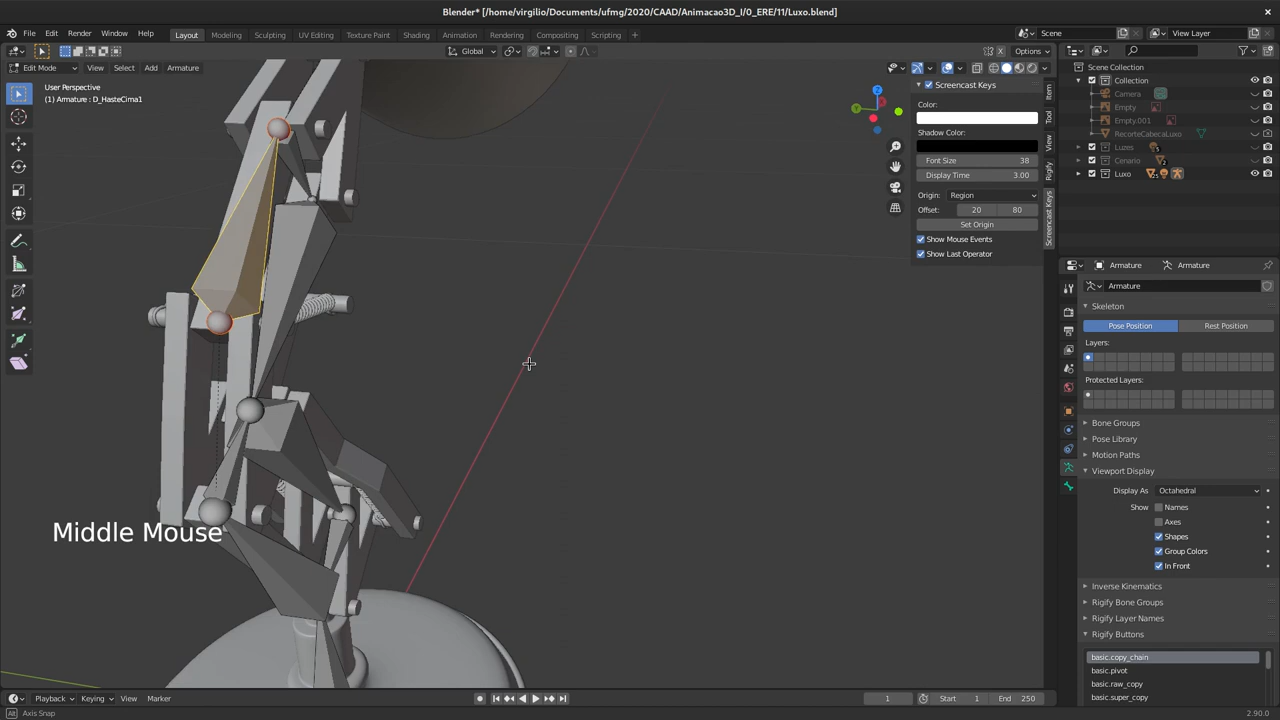 Blender* [/home/virgilio/Documents/ufmg/2020/CAAD/Animacao3D_I/0_ERE/11/Luxo.blend]
File Edit Render Window Help Layout Modeling Sculpting UV Editing Texture Paint Shading Animation Rendering Compositing Scripting + Scene View Layer
Global Options
Edit Mode View Select Add Armature
User Perspective
(1) Armature : D_HasteCima1
Screencast Keys
Color:
Shadow Color:
Font Size 38
Display Time 3.00
Origin: Region
Offset: 20 80
Set Origin
Show Mouse Events
Show Last Operator
Item
Tool
View
Rigify
Screencast Keys
Scene Collection
Collection
Camera
Empty
Empty.001
RecorteCabecaLuxo
Luzes
Cenario
Luxo
Armature Armature
Armature
Skeleton
Pose Position Rest Position
Layers:
Protected Layers:
Bone Groups
Pose Library
Motion Paths
Viewport Display
Display As Octahedral
Show Names
Axes
Shapes
Group Colors
In Front
Inverse Kinematics
Rigify Bone Groups
Rigify Layer Names
Rigify Buttons
basic.copy_chain
basic.pivot
basic.raw_copy
basic.super_copy
Middle Mouse
Playback Keying View Marker 1 Start 1 End 250
Axis Snap 2.90.0